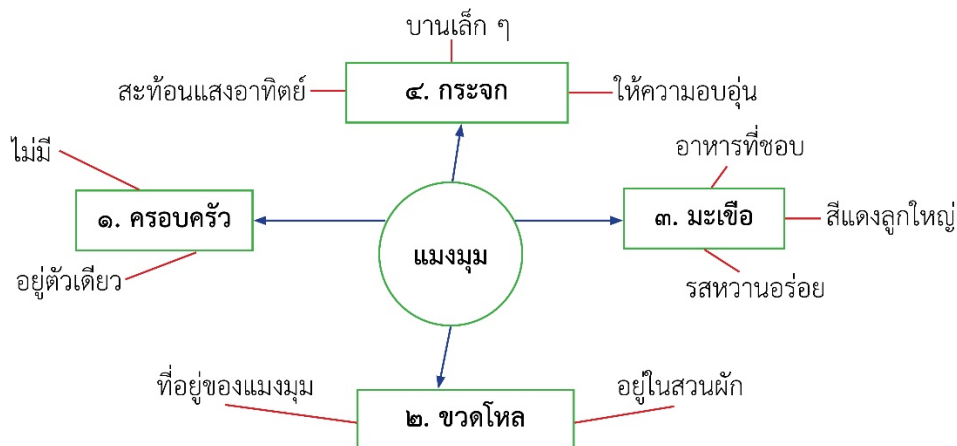 บานเล็ก ๆ
สะท้อนแสงอาทิตย์
๔. กระจก
ให้ความอบอุ่น
ไม่มี
อาหารที่ชอบ
๑. ครอบครัว
๓. มะเขือ
สีแดงลูกใหญ่
แมงมุม
อยู่ตัวเดียว
รสหวานอร่อย
ที่อยู่ของแมงมุม
อยู่ในสวนผัก
๒. ขวดโหล